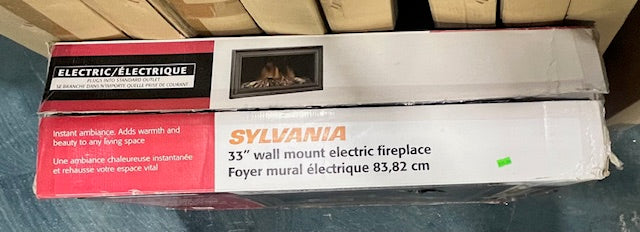 ELECTRIC/ÉLECTRIQUE
PLUGS INTO STANDARD OUTLET
SE BRANCHE DANS N'IMPORTE QUELLE PRISE DE COURANT
Instant ambiance. Adds warmth and
beauty to any living space
Une ambiance chaleureuse instantanée
et rehausse votre espace vital
SYLVANIA
33" wall mount electric fireplace
Foyer mural électrique 83,82 cm